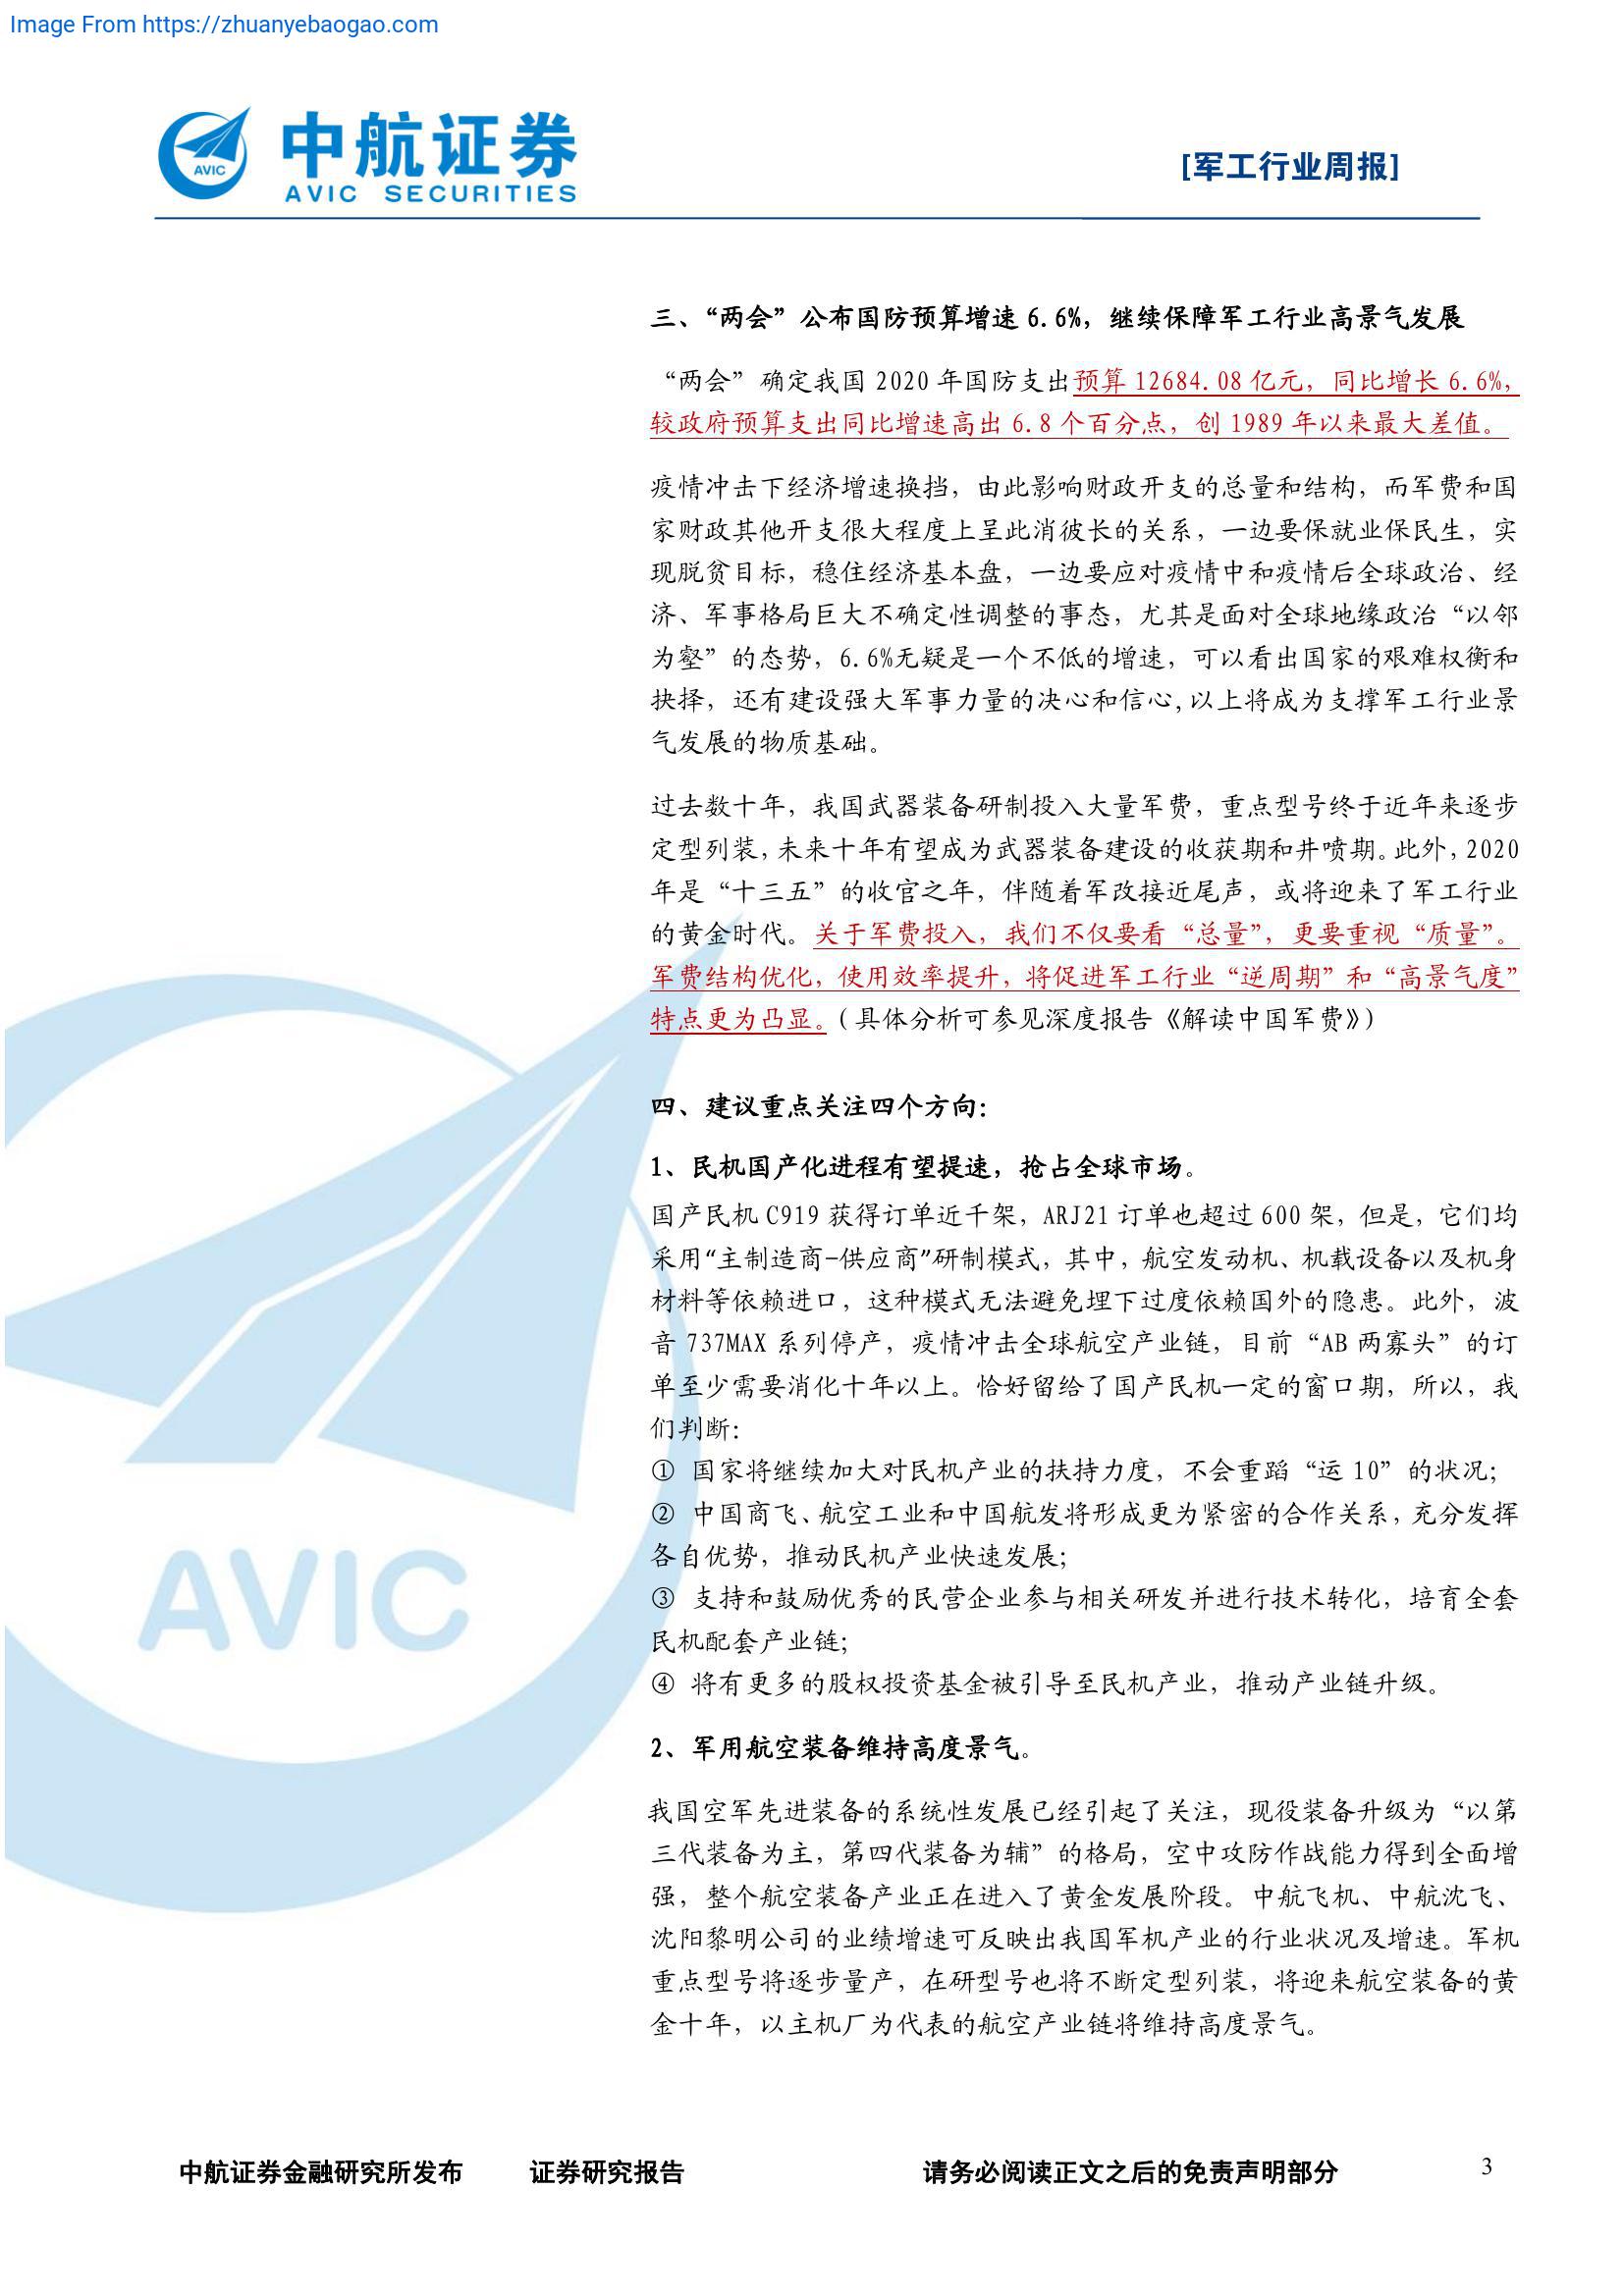 Image From https://zhuanyebaogao.com
AVIC
中航证券
AVIC SECURITIES
[军工行业周报]
三、“两会”公布国防预算增速 6.6%，继续保障军工行业高景气发展
“两会”确定我国 2020 年国防支出预算 12684.08 亿元，同比增长 6.6%，
较政府预算支出同比增速高出 6.8 个百分点，创 1989 年以来最大差值。
疫情冲击下经济增速换挡，由此影响财政开支的总量和结构，而军费和国
家财政其他开支很大程度上呈此消彼长的关系，一边要保就业保民生，实
现脱贫目标，稳住经济基本盘，一边要应对疫情中和疫情后全球政治、经
济、军事格局巨大不确定性调整的事态，尤其是面对全球地缘政治“以邻
为壑”的态势，6.6%无疑是一个不低的增速，可以看出国家的艰难权衡和
抉择，还有建设强大军事力量的决心和信心,以上将成为支撑军工行业景
气发展的物质基础。
过去数十年，我国武器装备研制投入大量军费，重点型号终于近年来逐步
定型列装，未来十年有望成为武器装备建设的收获期和井喷期。此外，2020
年是“十三五”的收官之年，伴随着军改接近尾声，或将迎来了军工行业
的黄金时代。关于军费投入，我们不仅要看“总量”，更要重视“质量”。
军费结构优化，使用效率提升，将促进军工行业“逆周期”和“高景气度”
特点更为凸显。（具体分析可参见深度报告《解读中国军费》）
四、建议重点关注四个方向：
1、民机国产化进程有望提速，抢占全球市场。
国产民机 C919 获得订单近千架，ARJ21 订单也超过 600 架，但是，它们均
采用“主制造商-供应商”研制模式，其中，航空发动机、机载设备以及机身
材料等依赖进口，这种模式无法避免埋下过度依赖国外的隐患。此外，波
音 737MAX 系列停产，疫情冲击全球航空产业链，目前“AB 两寡头”的订
单至少需要消化十年以上。恰好留给了国产民机一定的窗口期，所以，我
们判断：
① 国家将继续加大对民机产业的扶持力度，不会重蹈“运 10”的状况；
② 中国商飞、航空工业和中国航发将形成更为紧密的合作关系，充分发挥
各自优势，推动民机产业快速发展；
③ 支持和鼓励优秀的民营企业参与相关研发并进行技术转化，培育全套
民机配套产业链；
④ 将有更多的股权投资基金被引导至民机产业，推动产业链升级。
2、军用航空装备维持高度景气。
我国空军先进装备的系统性发展已经引起了关注，现役装备升级为“以第
三代装备为主，第四代装备为辅”的格局，空中攻防作战能力得到全面增
强，整个航空装备产业正在进入了黄金发展阶段。中航飞机、中航沈飞、
沈阳黎明公司的业绩增速可反映出我国军机产业的行业状况及增速。军机
重点型号将逐步量产，在研型号也将不断定型列装，将迎来航空装备的黄
金十年，以主机厂为代表的航空产业链将维持高度景气。
AVIC
中航证券金融研究所发布 证券研究报告 请务必阅读正文之后的免责声明部分 3